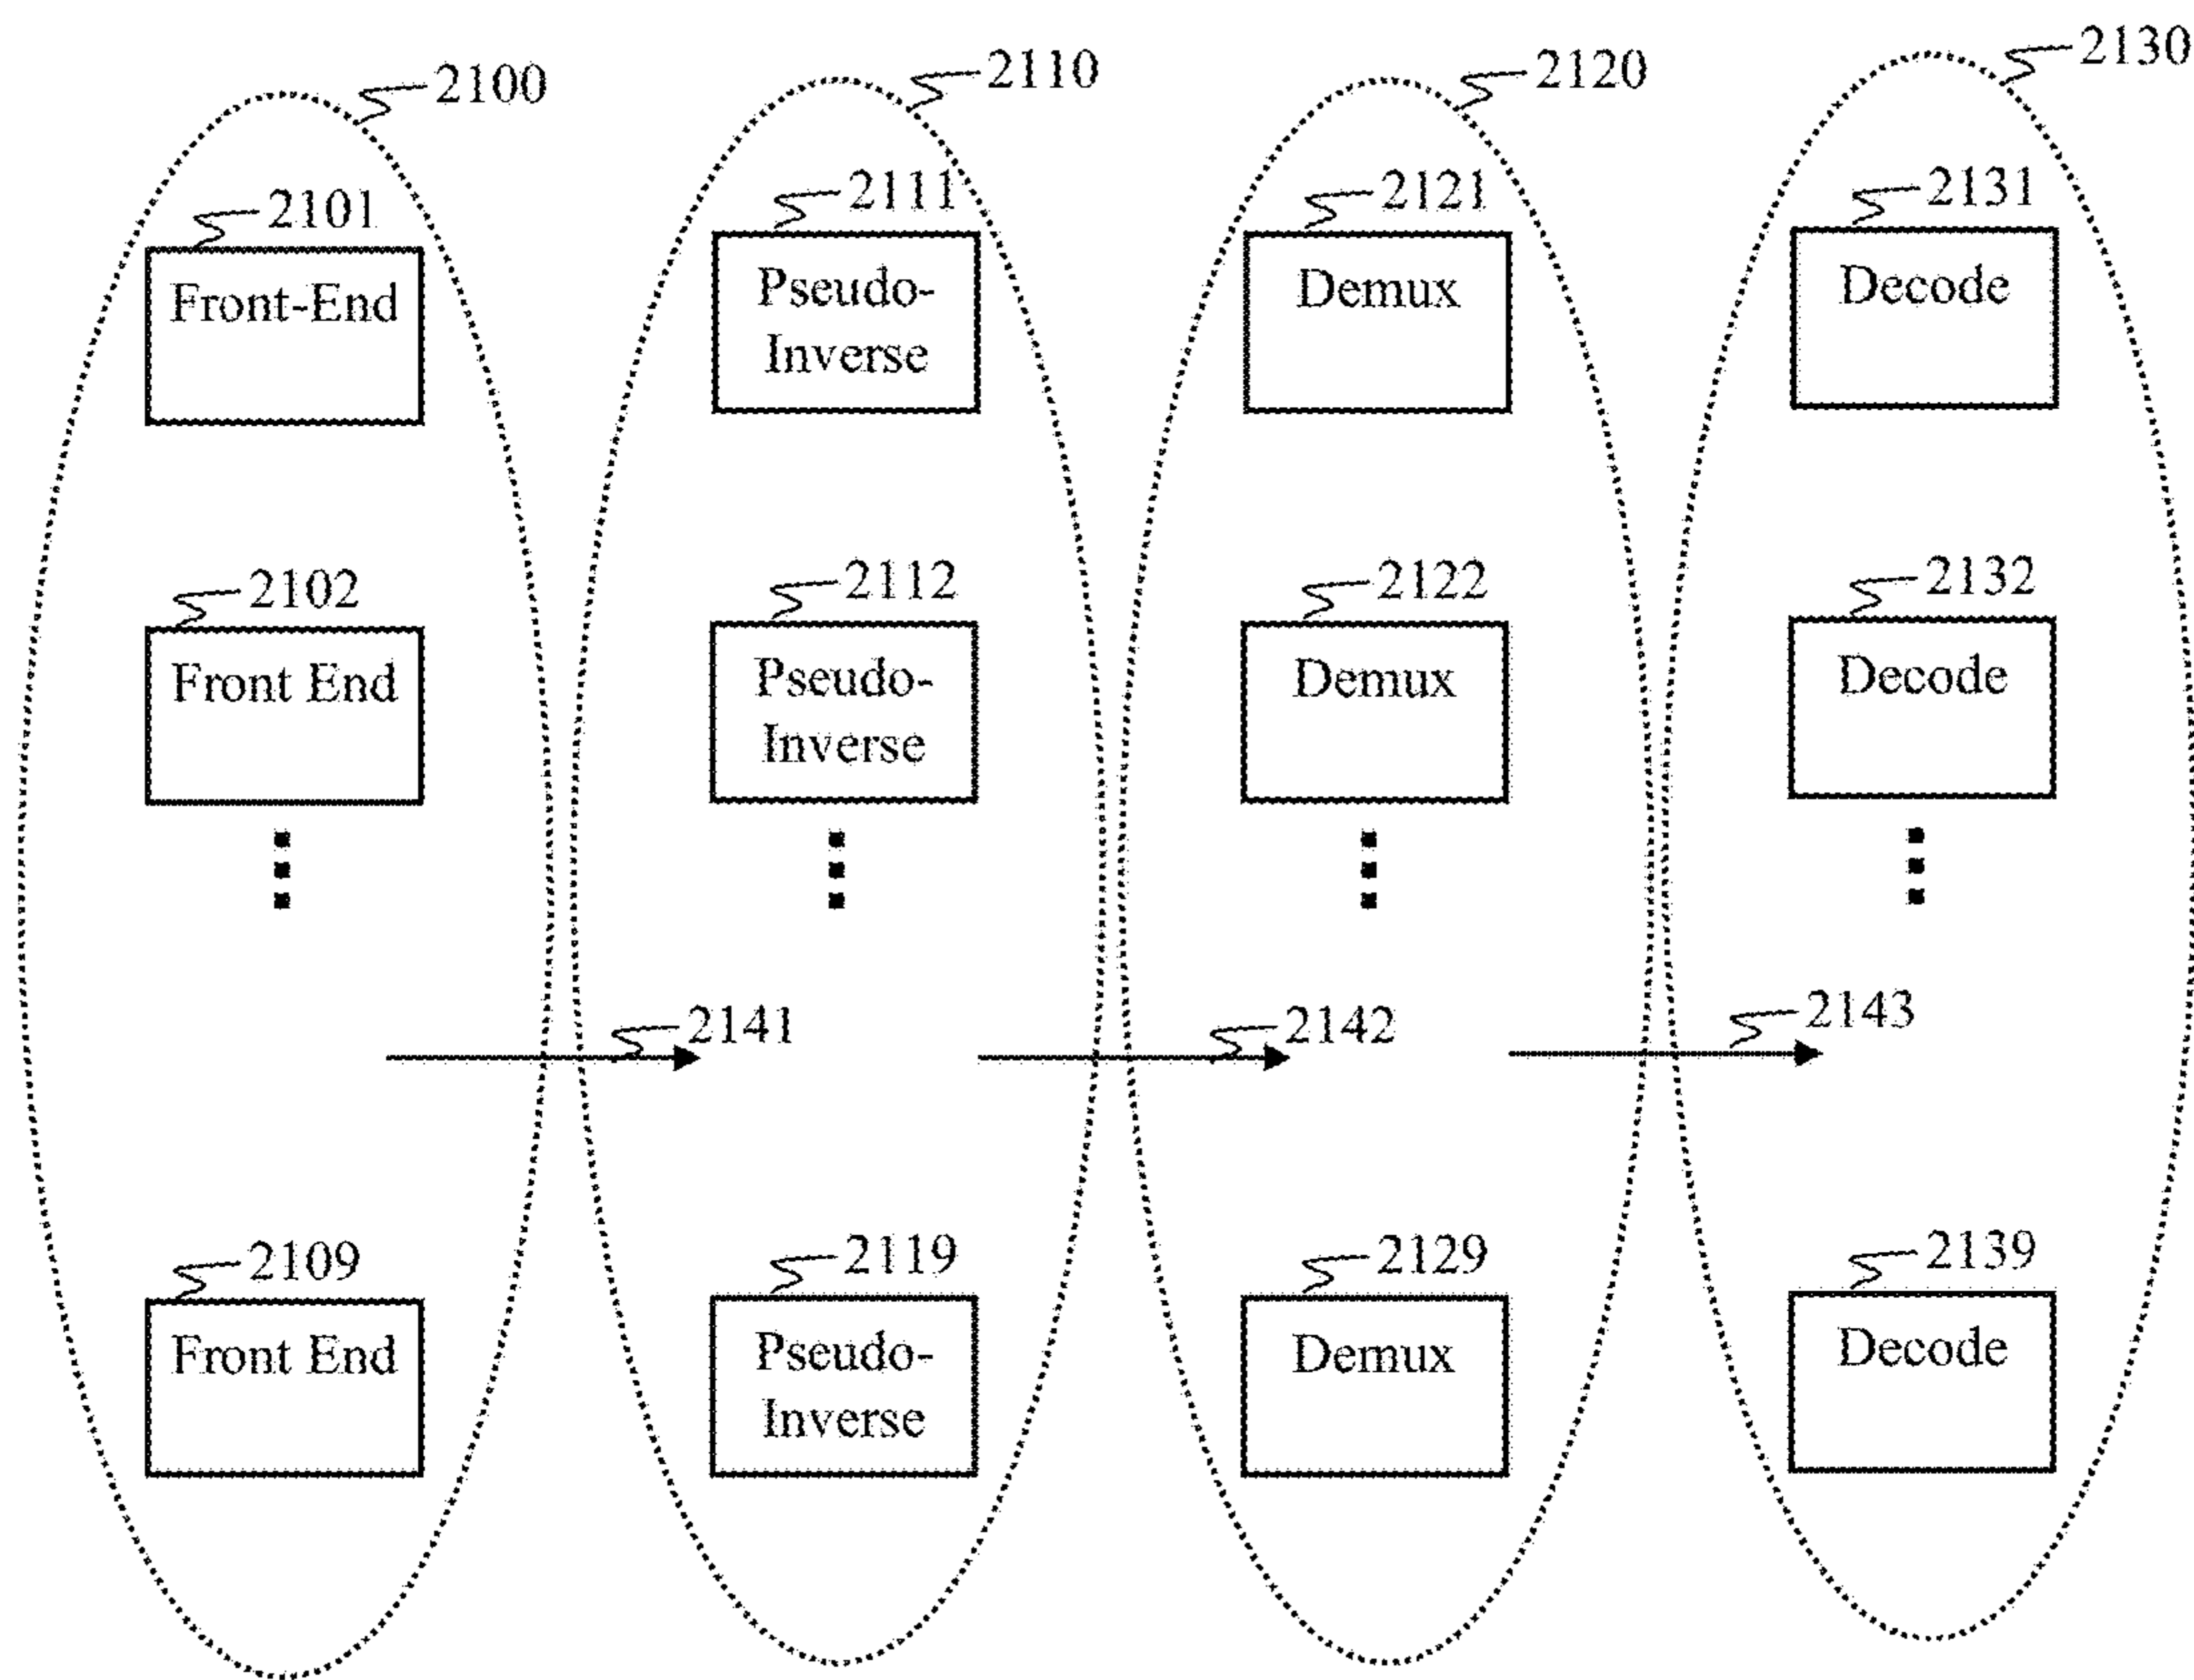 2100
2110
2120
2130
2101
Front-End
2111
Pseudo-
Inverse
2121
Demux
2131
Decode
2102
Front End
2112
Pseudo-
Inverse
2122
Demux
2132
Decode
2141
2142
2143
2109
Front End
2119
Pseudo-
Inverse
2129
Demux
2139
Decode